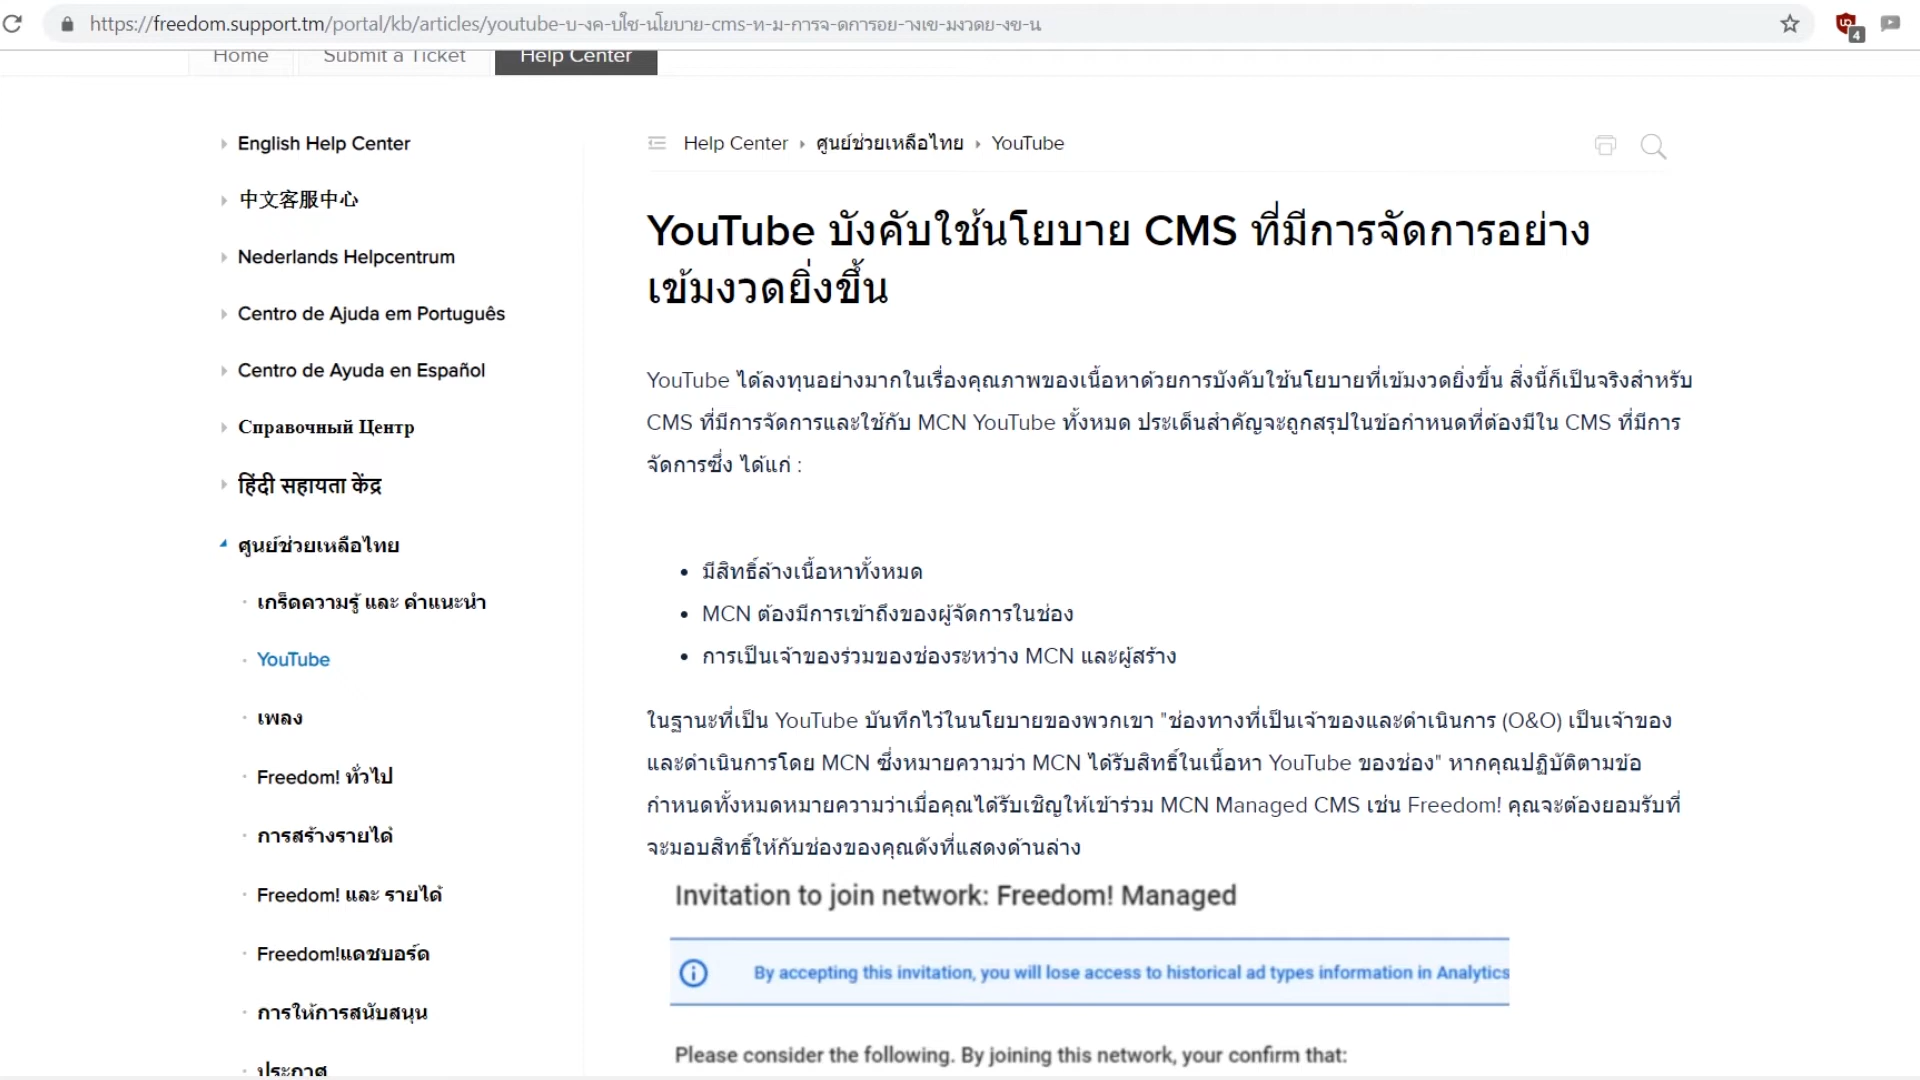 https://freedom.support.tm/portal/kb/articles/youtube-บ-งค-บใช-นโยบาย-cms-ท-ม-การจ-ดการอย-างเข-มงวดย-งข-น
4
Home
Submit a Ticket
Help Center
English Help Center
中文客服中心
Nederlands Helpcentrum
Centro de Ajuda em Português
Centro de Ayuda en Español
Справочный Центр
हिंदी सहायता केंद्र
ศูนย์ช่วยเหลือไทย
เกร็ดความรู้ และ คำแนะนำ
YouTube
เพลง
Freedom! ทั่วไป
การสร้างรายได้
Freedom! และ รายได้
Freedom!แดชบอร์ด
การให้การสนับสนุน
ประกาศ
Help Center
ศูนย์ช่วยเหลือไทย
YouTube
YouTube บังคับใช้นโยบาย CMS ที่มีการจัดการอย่าง
เข้มงวดยิ่งขึ้น
YouTube ได้ลงทุนอย่างมากในเรื่องคุณภาพของเนื้อหาด้วยการบังคับใช้นโยบายที่เข้มงวดยิ่งขึ้น สิ่งนี้ก็เป็นจริงสำหรับ
CMS ที่มีการจัดการและใช้กับ MCN YouTube ทั้งหมด ประเด็นสำคัญจะถูกสรุปในข้อกำหนดที่ต้องมีใน CMS ที่มีการ
จัดการซึ่ง ได้แก่ :
• มีสิทธิ์ล้างเนื้อหาทั้งหมด
• MCN ต้องมีการเข้าถึงของผู้จัดการในช่อง
• การเป็นเจ้าของร่วมของช่องระหว่าง MCN และผู้สร้าง
ในฐานะที่เป็น YouTube บันทึกไว้ในนโยบายของพวกเขา "ช่องทางที่เป็นเจ้าของและดำเนินการ (O&O) เป็นเจ้าของ
และดำเนินการโดย MCN ซึ่งหมายความว่า MCN ได้รับสิทธิ์ในเนื้อหา YouTube ของช่อง" หากคุณปฏิบัติตามข้อ
กำหนดทั้งหมดหมายความว่าเมื่อคุณได้รับเชิญให้เข้าร่วม MCN Managed CMS เช่น Freedom! คุณจะต้องยอมรับที่
จะมอบสิทธิ์ให้กับช่องของคุณดังที่แสดงด้านล่าง
Invitation to join network: Freedom! Managed
By accepting this invitation, you will lose access to historical ad types information in Analytics
Please consider the following. By joining this network, your confirm that: